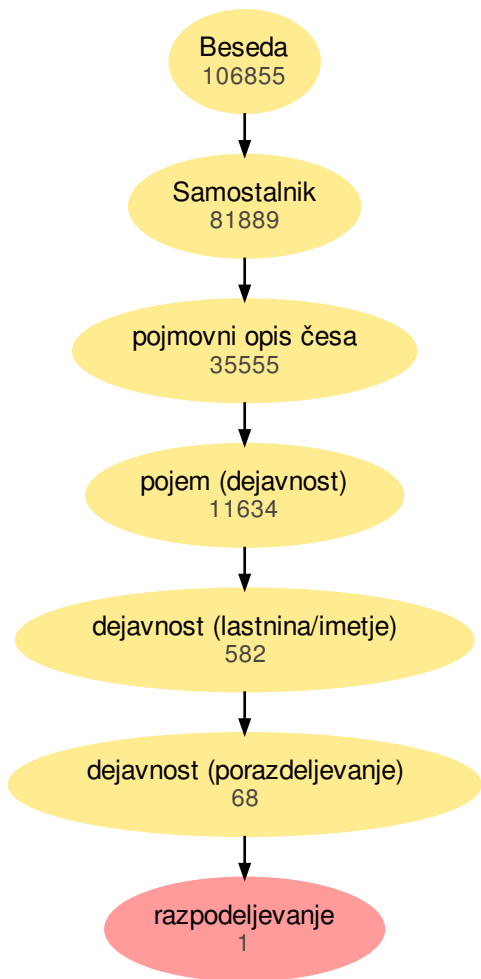 Beseda
106855
Samostalnik
81889
pojmovni opis česa
35555
pojem (dejavnost)
11634
dejavnost (lastnina/imetje)
582
dejavnost (porazdeljevanje)
68
razpodeljevanje
1